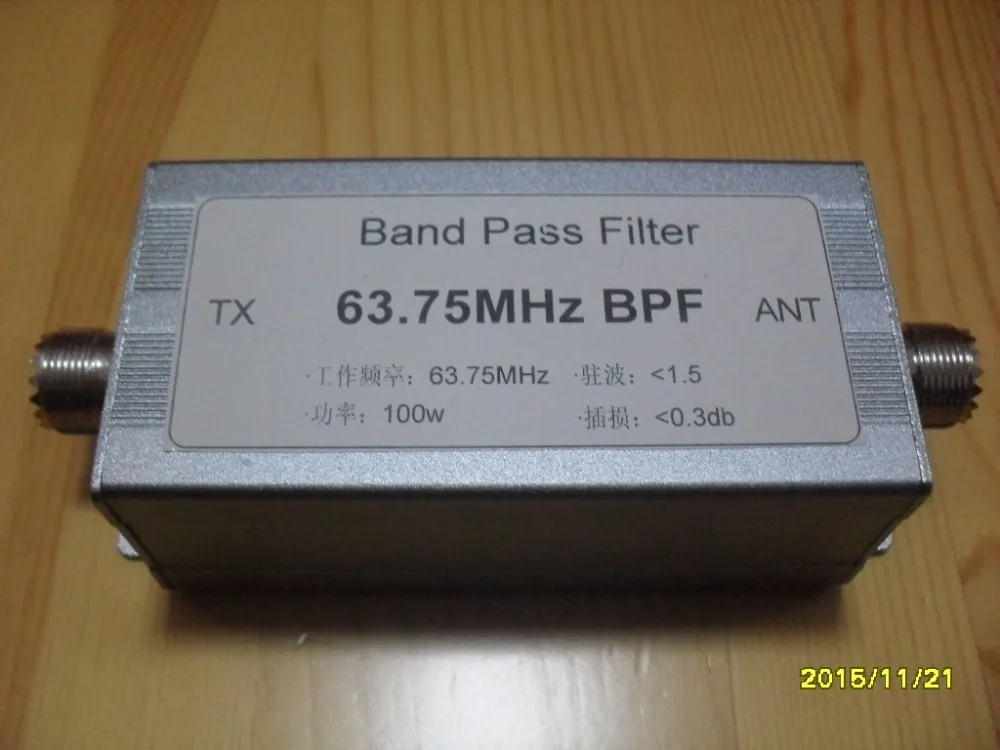 Band Pass Filter
TX 63.75MHz BPF ANT
·工作频率：63.75MHz ·驻波：<1.5
·功率：100w ·插损：<0.3db
2015/11/21